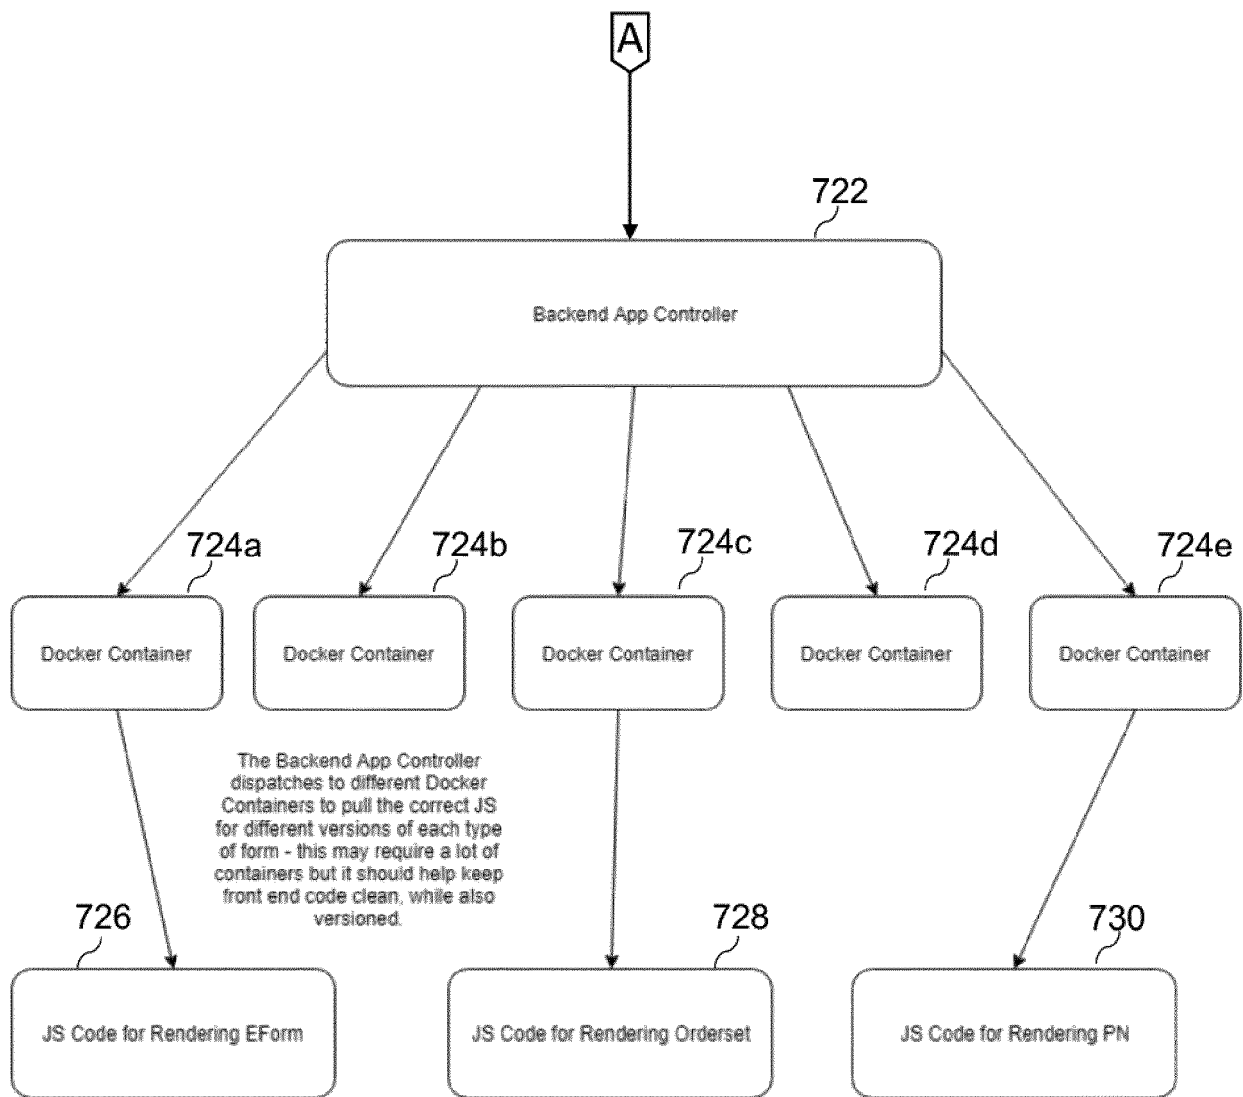 A
722
Backend App Controller
724a
724b
724c
724d
724e
Docker Container
Docker Container
Docker Container
Docker Container
Docker Container
The Backend App Controller
dispatches to different Docker
Containers to pull the correct JS
for different versions of each type
of form - this may require a lot of
containers but it should help keep
front end code clean, while also
versioned.
726
728
730
JS Code for Rendering EForm
JS Code for Rendering Orderset
JS Code for Rendering PN